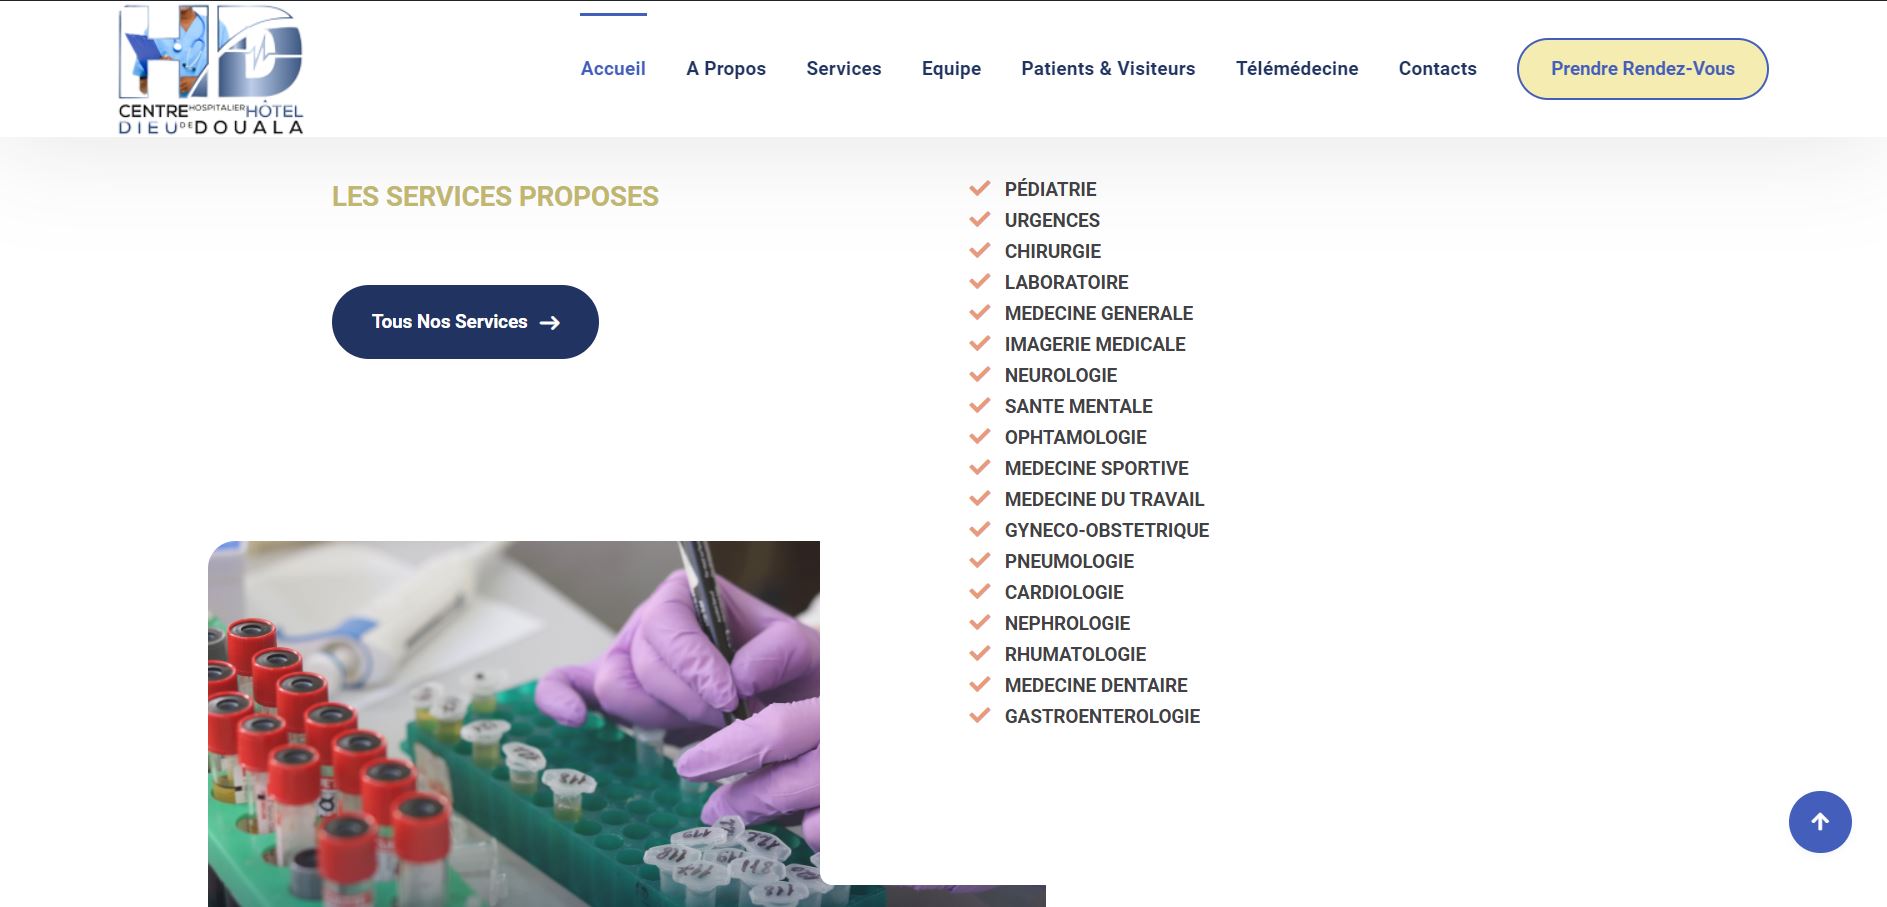 HD
CENTRE HOSPITALIER HÔTEL
DIEU DE DOUALA
Accueil
A Propos
Services
Equipe
Patients & Visiteurs
Télémédecine
Contacts
Prendre Rendez-Vous
LES SERVICES PROPOSES
Tous Nos Services
PÉDIATRIE
URGENCES
CHIRURGIE
LABORATOIRE
MEDECINE GENERALE
IMAGERIE MEDICALE
NEUROLOGIE
SANTE MENTALE
OPHTAMOLOGIE
MEDECINE SPORTIVE
MEDECINE DU TRAVAIL
GYNECO-OBSTETRIQUE
PNEUMOLOGIE
CARDIOLOGIE
NEPHROLOGIE
RHUMATOLOGIE
MEDECINE DENTAIRE
GASTROENTEROLOGIE